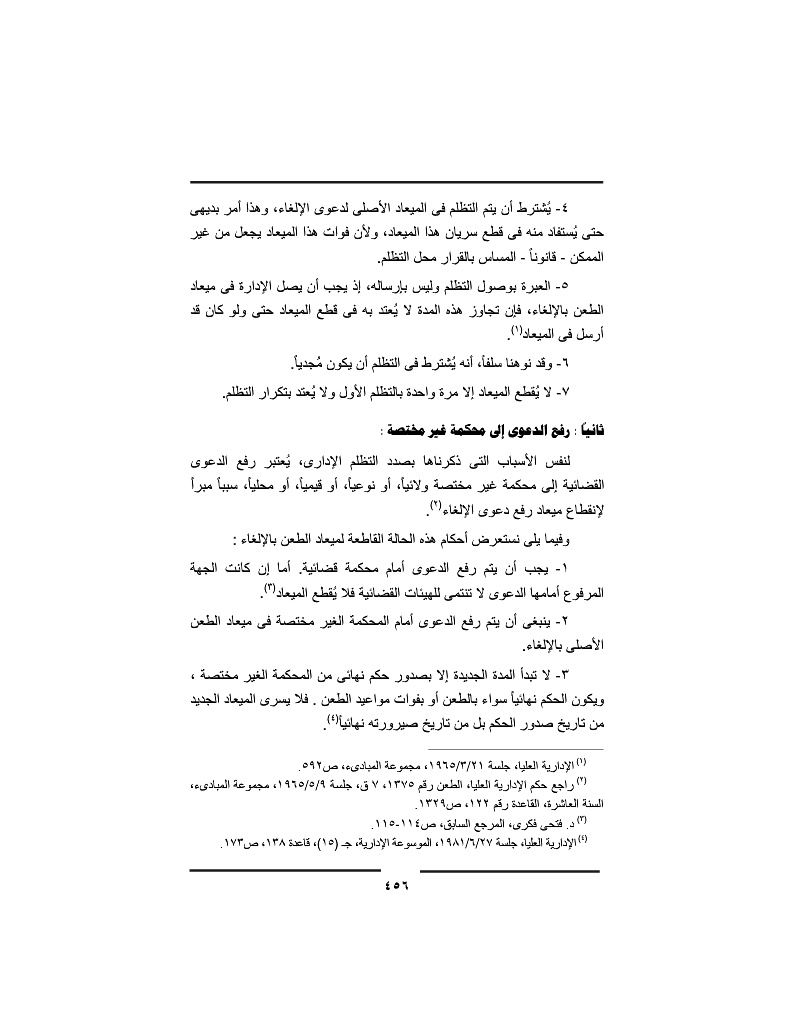 ٤- يُشترط أن يتم التظلم فى الميعاد الأصلى لدعوى الإلغاء، وهذا أمر بديهى
حتى يُستفاد منه فى قطع سريان هذا الميعاد، ولأن فوات هذا الميعاد يجعل من غير
الممكن - قانوناً - المساس بالقرار محل التظلم.
٥- العبرة بوصول التظلم وليس بإرساله، إذ يجب أن يصل الإدارة فى ميعاد
الطعن بالإلغاء، فإن تجاوز هذه المدة لا يُعتد به فى قطع الميعاد حتى ولو كان قد
أرسل فى الميعاد(١).
٦- وقد نوهنا سلفاً، أنه يُشترط فى التظلم أن يكون مُجدياً.
٧- لا يُقطع الميعاد إلا مرة واحدة بالتظلم الأول ولا يُعتد بتكرار التظلم.
ثانياً : رفع الدعوى إلى محكمة غير مختصة :
لنفس الأسباب التى ذكرناها بصدد التظلم الإدارى، يُعتبر رفع الدعوى
القضائية إلى محكمة غير مختصة ولائياً، أو نوعياً، أو قيمياً، أو محلياً، سبباً مبرأ
لإنقطاع ميعاد رفع دعوى الإلغاء(٢).
وفيما يلى نستعرض أحكام هذه الحالة القاطعة لميعاد الطعن بالإلغاء :
١- يجب أن يتم رفع الدعوى أمام محكمة قضائية. أما إن كانت الجهة
المرفوع أمامها الدعوى لا تنتمى للهيئات القضائية فلا يُقطع الميعاد(٣).
٢- ينبغى أن يتم رفع الدعوى أمام المحكمة الغير مختصة فى ميعاد الطعن
الأصلى بالإلغاء.
٣- لا تبدأ المدة الجديدة إلا بصدور حكم نهائى من المحكمة الغير مختصة ،
ويكون الحكم نهائياً سواء بالطعن أو بفوات مواعيد الطعن . فلا يسرى الميعاد الجديد
من تاريخ صدور الحكم بل من تاريخ صيرورته نهائياً(٤).
(١) الإدارية العليا، جلسة ١٩٦٥/٣/٢١، مجموعة المبادىء، ص٥٩٢.
(٢) راجع حكم الإدارية العليا، الطعن رقم ١٣٧٥، ٧ ق، جلسة ١٩٦٥/٥/٩، مجموعة المبادىء،
السنة العاشرة، القاعدة رقم ١٢٢، ص١٣٢٩.
(٣) د. فتحى فكرى، المرجع السابق، ص١١٤-١١٥.
(٤) الإدارية العليا، جلسة ١٩٨١/٦/٢٧، الموسوعة الإدارية، جـ (١٥)، قاعدة ١٣٨، ص١٧٣.
٤٥٦